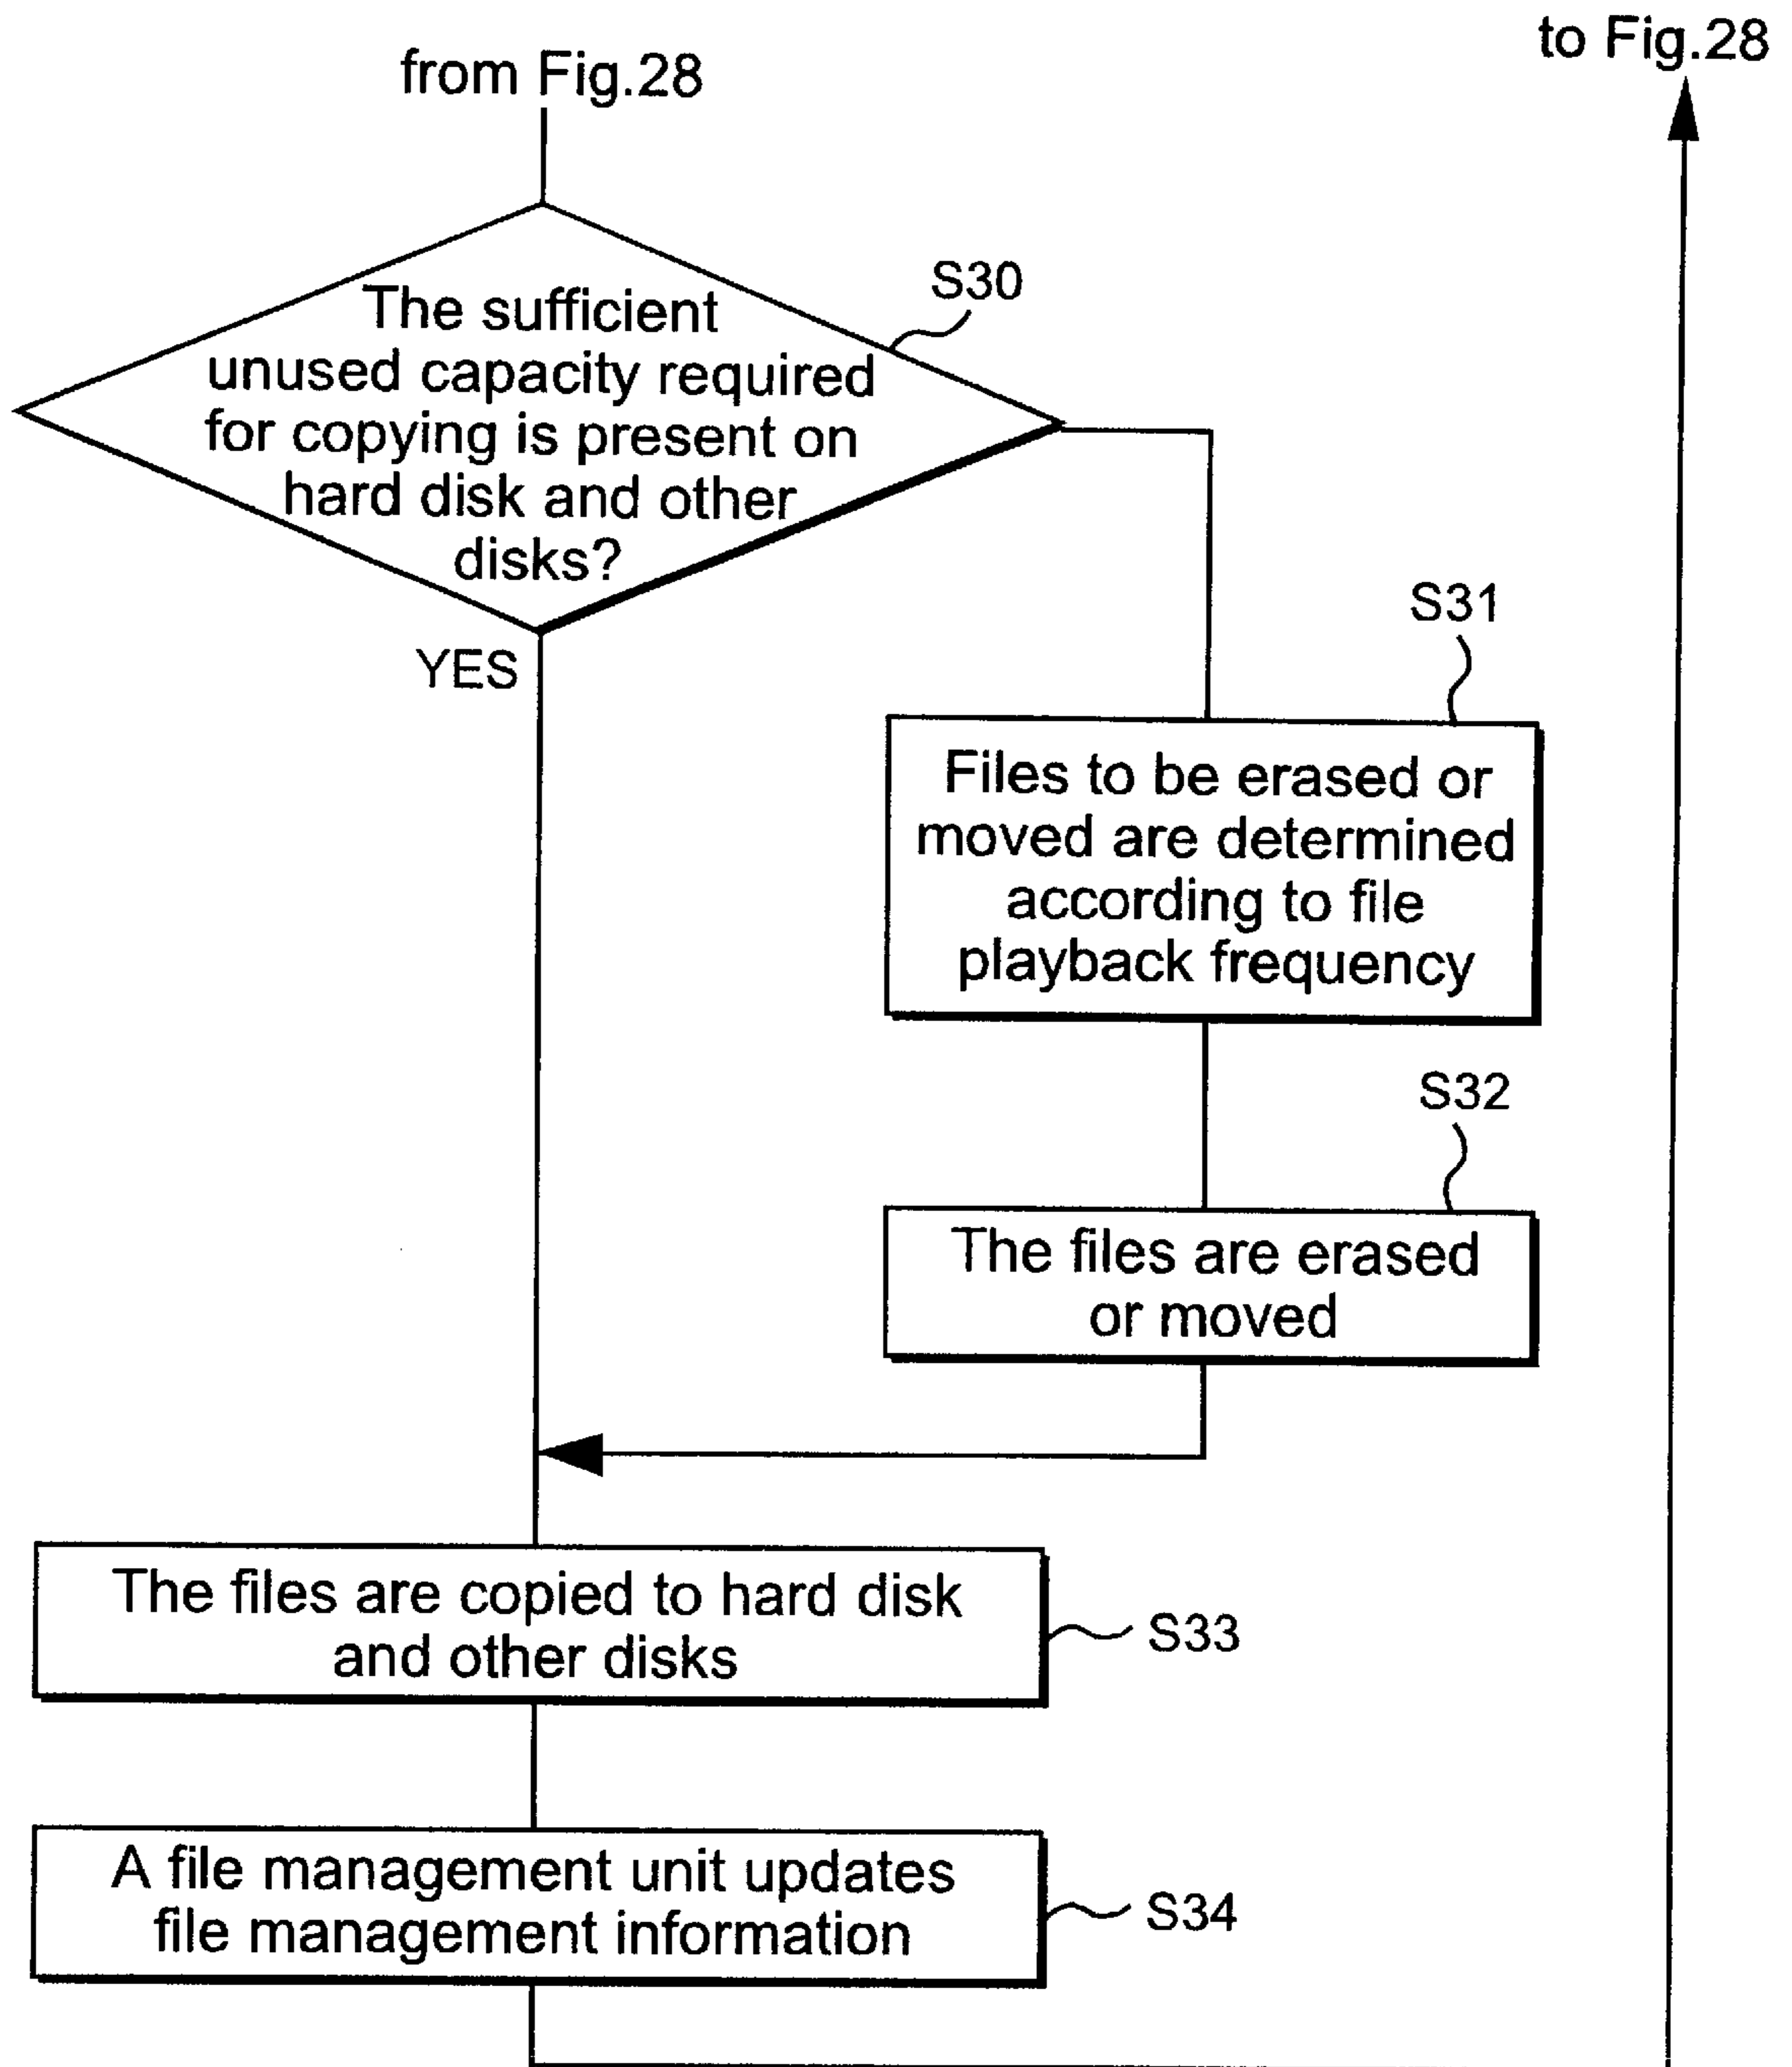 to Fig.28
from Fig.28
S30
The sufficient
unused capacity required
for copying is present on
hard disk and other
disks?
YES
S31
Files to be erased or
moved are determined
according to file
playback frequency
S32
The files are erased
or moved
The files are copied to hard disk
and other disks
S33
A file management unit updates
file management information
S34